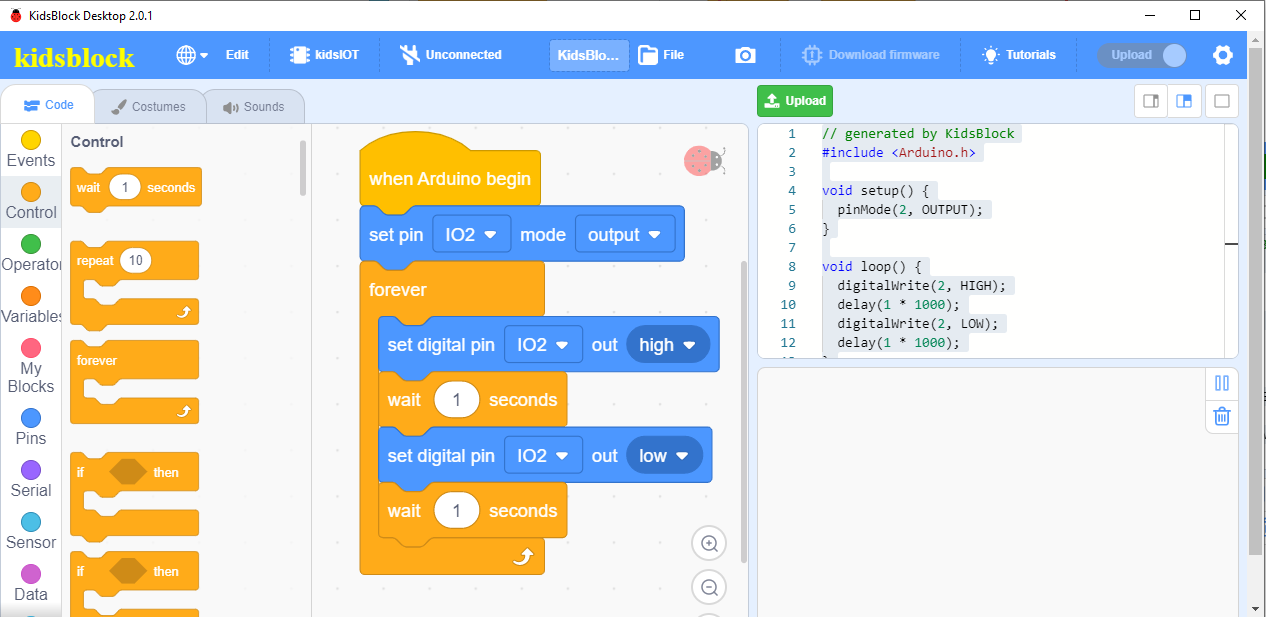 KidsBlock Desktop 2.0.1
kidsblock
Edit
kidsIOT
Unconnected
KidsBlo...
File
Download firmware
Tutorials
Upload
Code
Costumes
Sounds
Upload
Events
Control
Operator
Variables
My
Blocks
Pins
Serial
Sensor
Data
Control
wait 1 seconds
repeat 10
forever
if then
if then
when Arduino begin
set pin IO2 mode output
forever
set digital pin IO2 out high
wait 1 seconds
set digital pin IO2 out low
wait 1 seconds
1 // generated by KidsBlock
2 #include <Arduino.h>
3
4 void setup() {
5 pinMode(2, OUTPUT);
6 }
7
8 void loop() {
9 digitalWrite(2, HIGH);
10 delay(1 * 1000);
11 digitalWrite(2, LOW);
12 delay(1 * 1000);